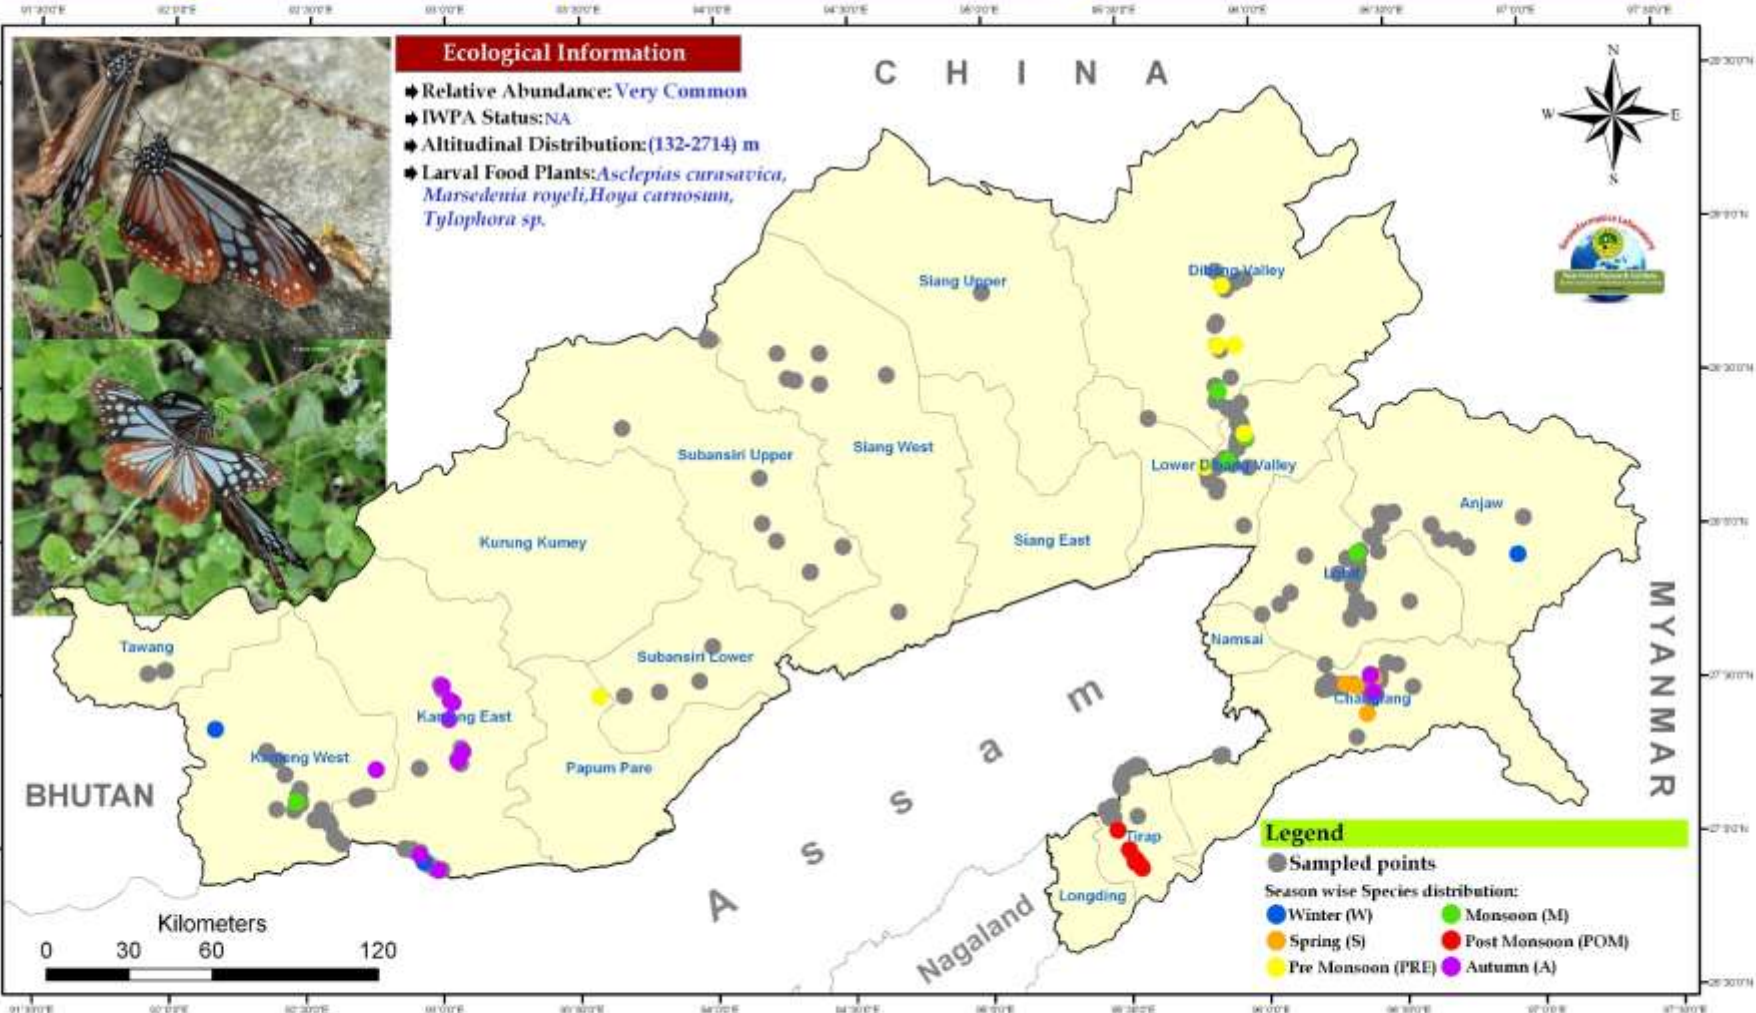 Ecological Information
Relative Abundance: Very Common
IWPA Status:NA
Altitudinal Distribution:(132-2714) m
Larval Food Plants:Asclepias curasavica,
Marsedenia royeli,Hoya carnosum,
Tylophora sp.
C H I N A
N
W E
S
Geoinformatics Laboratory
Siang Upper
Dibang Valley
Subansiri Upper
Siang West
Lower Dibang Valley
Anjaw
Kurung Kumey
Siang East
Lohit
Namsai
Tawang
Subansiri Lower
Changlang
Kameng East
Kameng West
Papum Pare
BHUTAN
MYANMAR
Assam
Tirap
Longding
Nagaland
Kilometers
0 30 60 120
Legend
Sampled points
Season wise Species distribution:
Winter (W) Monsoon (M)
Spring (S) Post Monsoon (POM)
Pre Monsoon (PRE) Autumn (A)